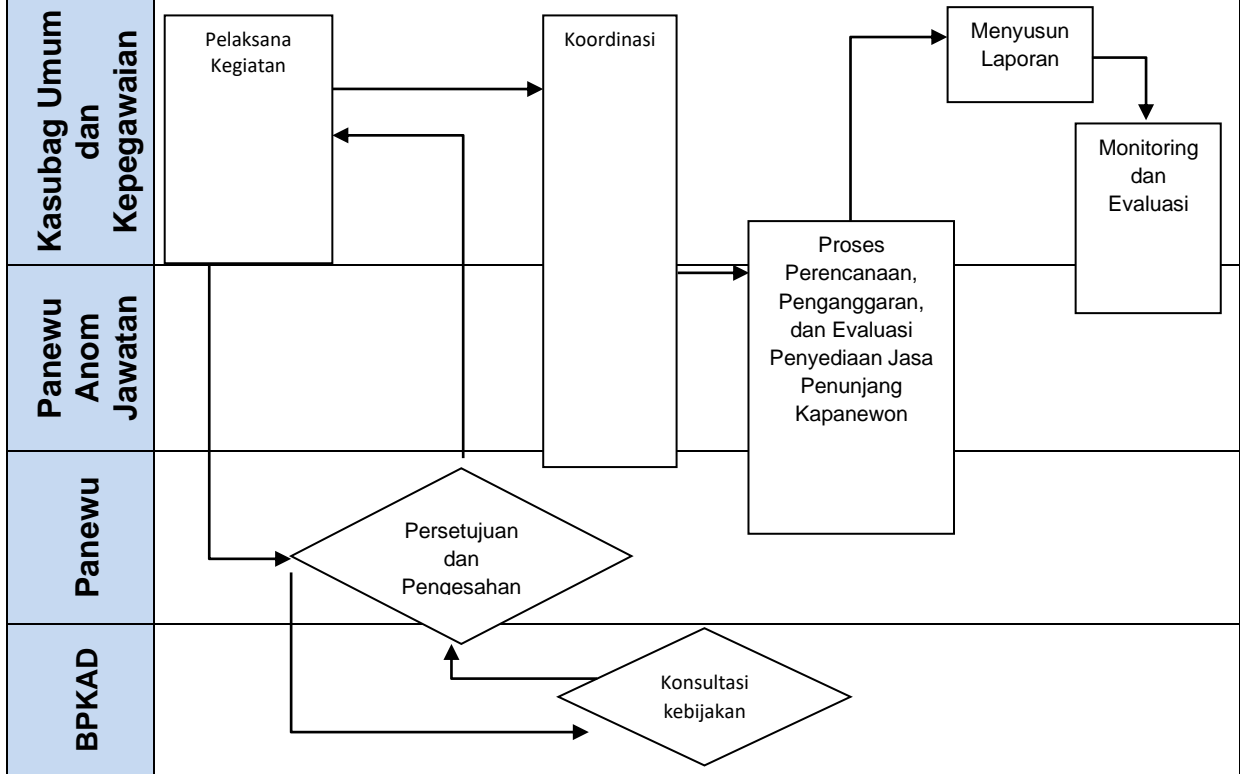 Kasubag Umum
dan
Kepegawaian
Pelaksana
Kegiatan
Koordinasi
Menyusun
Laporan
Monitoring
dan
Evaluasi
Proses
Perencanaan,
Penganggaran,
dan Evaluasi
Penyediaan Jasa
Penunjang
Kapanewon
Panewu
Anom
Jawatan
Panewu
Persetujuan
dan
Pengesahan
BPKAD
Konsultasi
kebijakan